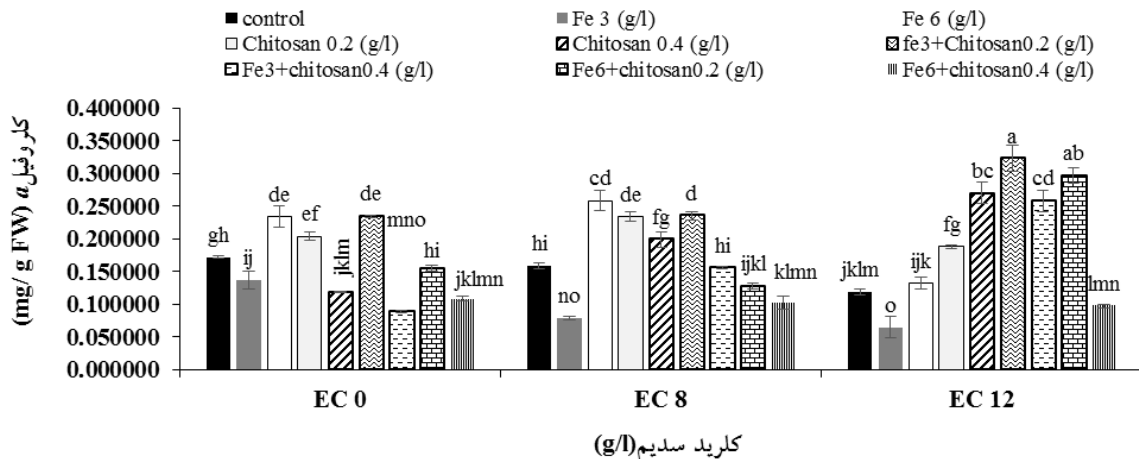 control Fe 3 (g/l) Fe 6 (g/l)
Chitosan 0.2 (g/l) Chitosan 0.4 (g/l) fe3+Chitosan0.2 (g/l)
Fe3+chitosan0.4 (g/l) Fe6+chitosan0.2 (g/l) Fe6+chitosan0.4 (g/l)
کلروفیل a
(mg/ g FW)
0.400000
0.350000
0.300000
0.250000
0.200000
0.150000
0.100000
0.050000
0.000000
gh ij de ef jklm de mno hi jklmn
hi no cd de fg d hi ijkl klmn
jklm o ijk fg bc a cd ab lmn
EC 0 EC 8 EC 12
کلرید سدیم(g/l)